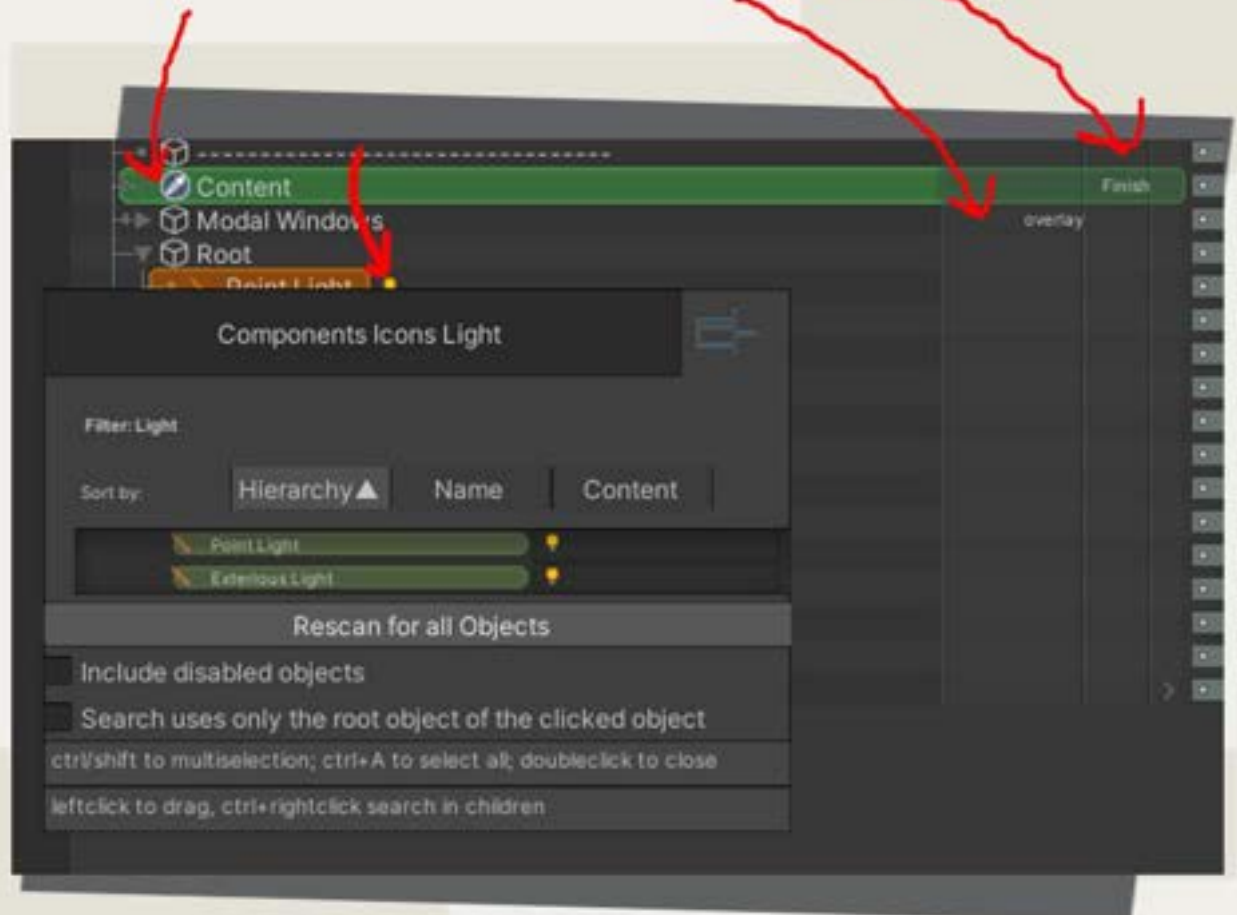 ------------------------------
Content Finish
Modal Windows overlay
Root
Point Light
Components Icons Light
Filter: Light
Sort by: Hierarchy▲ Name Content
Point Light
Exterious Light
Rescan for all Objects
Include disabled objects
Search uses only the root object of the clicked object
ctrl/shift to multiselection; ctrl+A to select all; doubleclick to close
leftclick to drag, ctrl+rightclick search in children